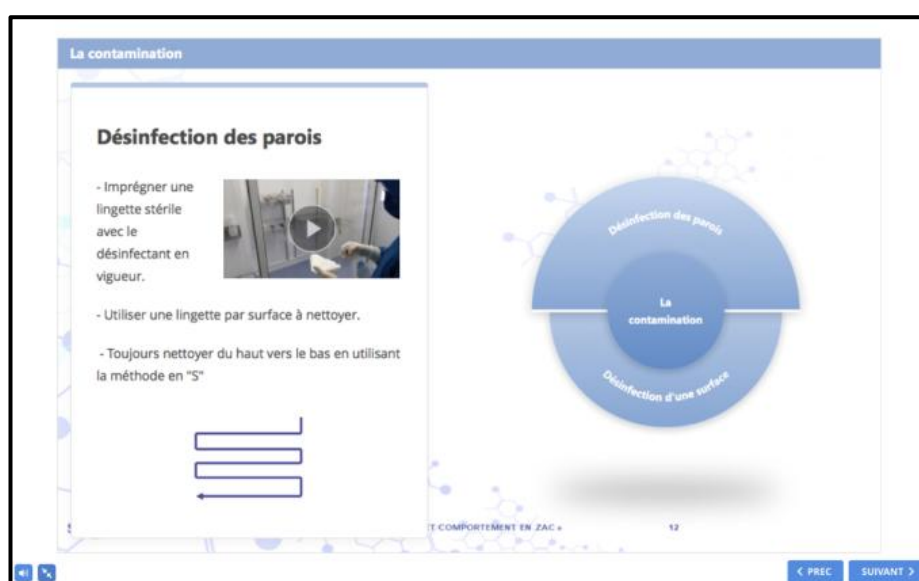 La contamination
Désinfection des parois
- Imprégner une
lingette stérile
avec le
désinfectant en
vigueur.
- Utiliser une lingette par surface à nettoyer.
- Toujours nettoyer du haut vers le bas en utilisant
la méthode en "S"
Désinfection des parois
La
contamination
Désinfection d'une surface
ET COMPORTEMENT EN ZAC »
12
PREC
SUIVANT